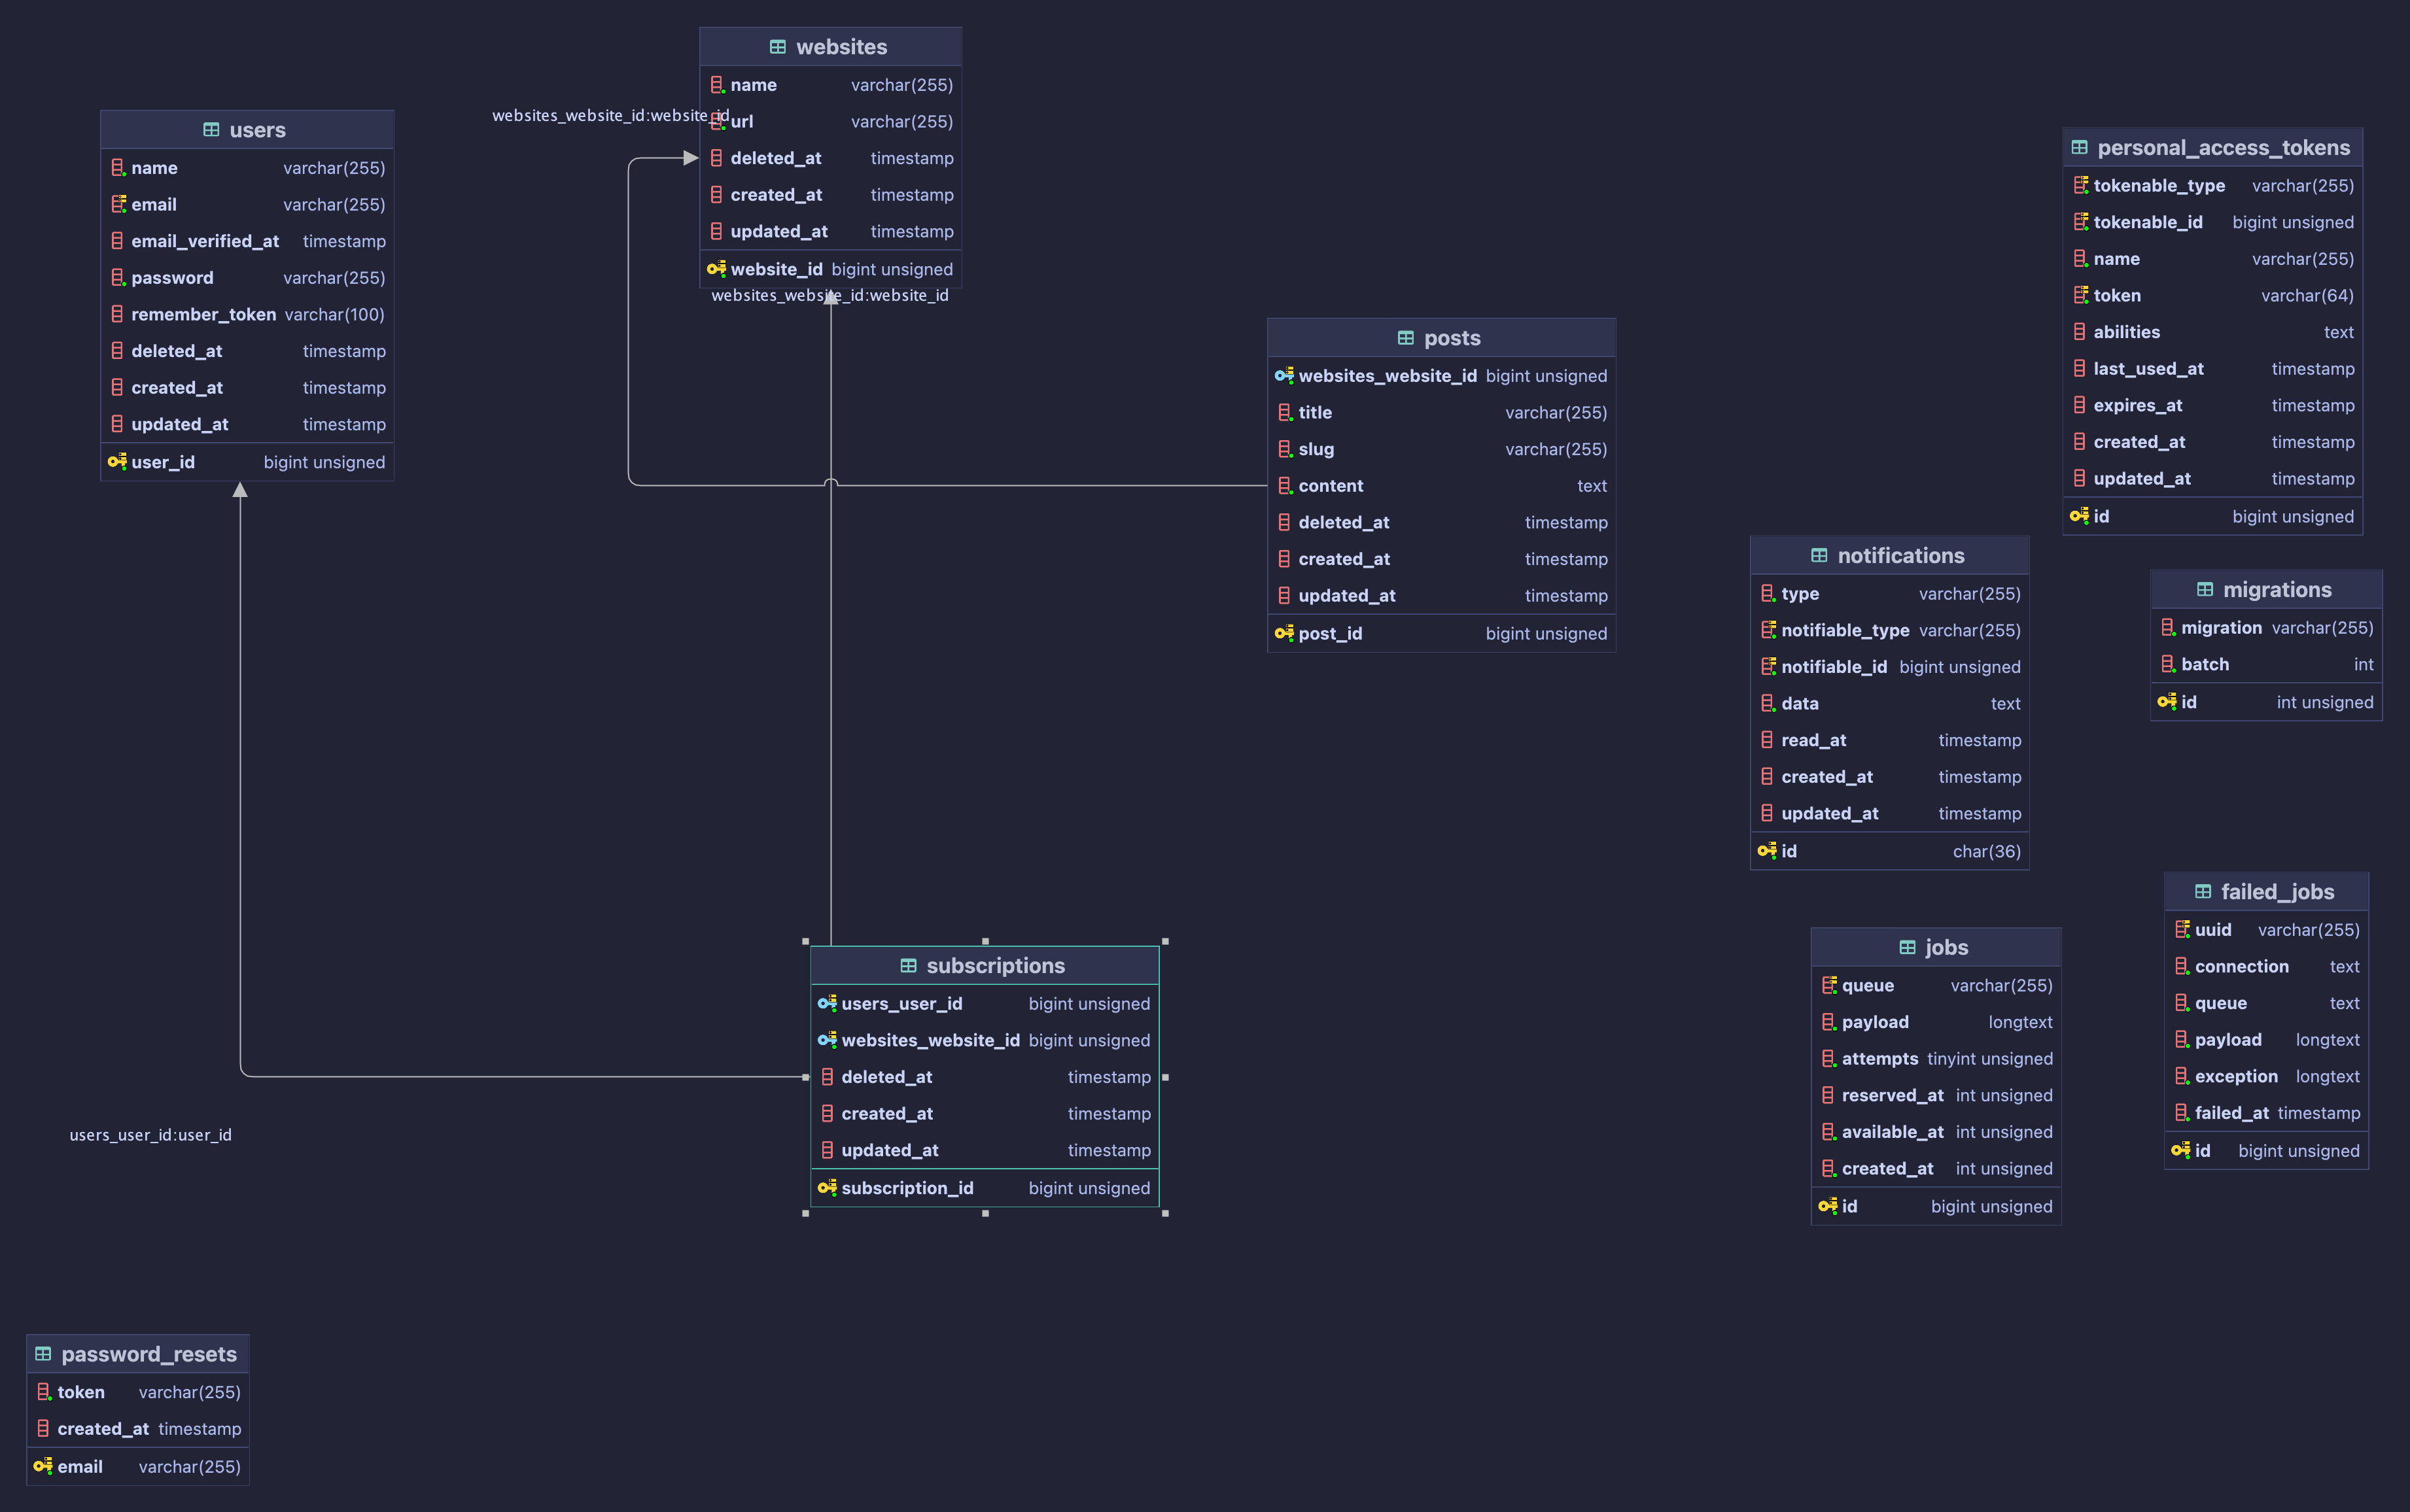 websites
name varchar(255)
url varchar(255)
deleted_at timestamp
created_at timestamp
updated_at timestamp
website_id bigint unsigned
websites_website_id:website_id
websites_website_id:website_id
users
name varchar(255)
email varchar(255)
email_verified_at timestamp
password varchar(255)
remember_token varchar(100)
deleted_at timestamp
created_at timestamp
updated_at timestamp
user_id bigint unsigned
personal_access_tokens
tokenable_type varchar(255)
tokenable_id bigint unsigned
name varchar(255)
token varchar(64)
abilities text
last_used_at timestamp
expires_at timestamp
created_at timestamp
updated_at timestamp
id bigint unsigned
posts
websites_website_id bigint unsigned
title varchar(255)
slug varchar(255)
content text
deleted_at timestamp
created_at timestamp
updated_at timestamp
post_id bigint unsigned
notifications
type varchar(255)
notifiable_type varchar(255)
notifiable_id bigint unsigned
data text
read_at timestamp
created_at timestamp
updated_at timestamp
id char(36)
migrations
migration varchar(255)
batch int
id int unsigned
failed_jobs
uuid varchar(255)
connection text
queue text
payload longtext
exception longtext
failed_at timestamp
id bigint unsigned
jobs
queue varchar(255)
payload longtext
attempts tinyint unsigned
reserved_at int unsigned
available_at int unsigned
created_at int unsigned
id bigint unsigned
subscriptions
users_user_id bigint unsigned
websites_website_id bigint unsigned
deleted_at timestamp
created_at timestamp
updated_at timestamp
subscription_id bigint unsigned
users_user_id:user_id
password_resets
token varchar(255)
created_at timestamp
email varchar(255)